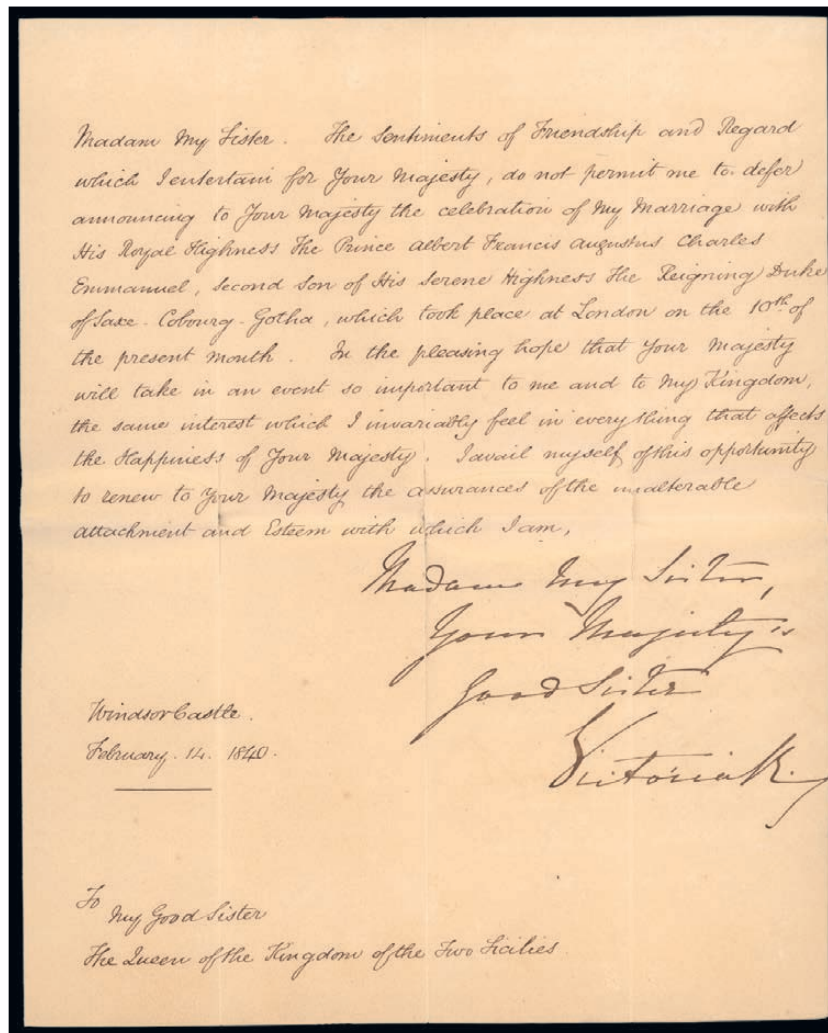 Madam My Sister. The Sentiments of Friendship and Regard
which I entertain for Your Majesty, do not permit me to defer
announcing to Your Majesty the celebration of My Marriage with
His Royal Highness The Prince Albert Francis Augustus Charles
Emmanuel, Second Son of His Serene Highness The Reigning Duke
of Saxe-Cobourg-Gotha, which took place at London on the 10th of
the present Month. In the pleasing hope that Your Majesty
will take in an event so important to me and to My Kingdom,
the same interest which I invariably feel in everything that affects
the Happiness of Your Majesty. I avail myself of this opportunity
to renew to Your Majesty the assurances of the unalterable
attachment and Esteem with which I am,
Madame My Sister,
Your Majesty's
Good Sister
Victoria R.
Windsor Castle.
February. 14. 1840.
To
My Good Sister
The Queen of the Kingdom of the Two Sicilies